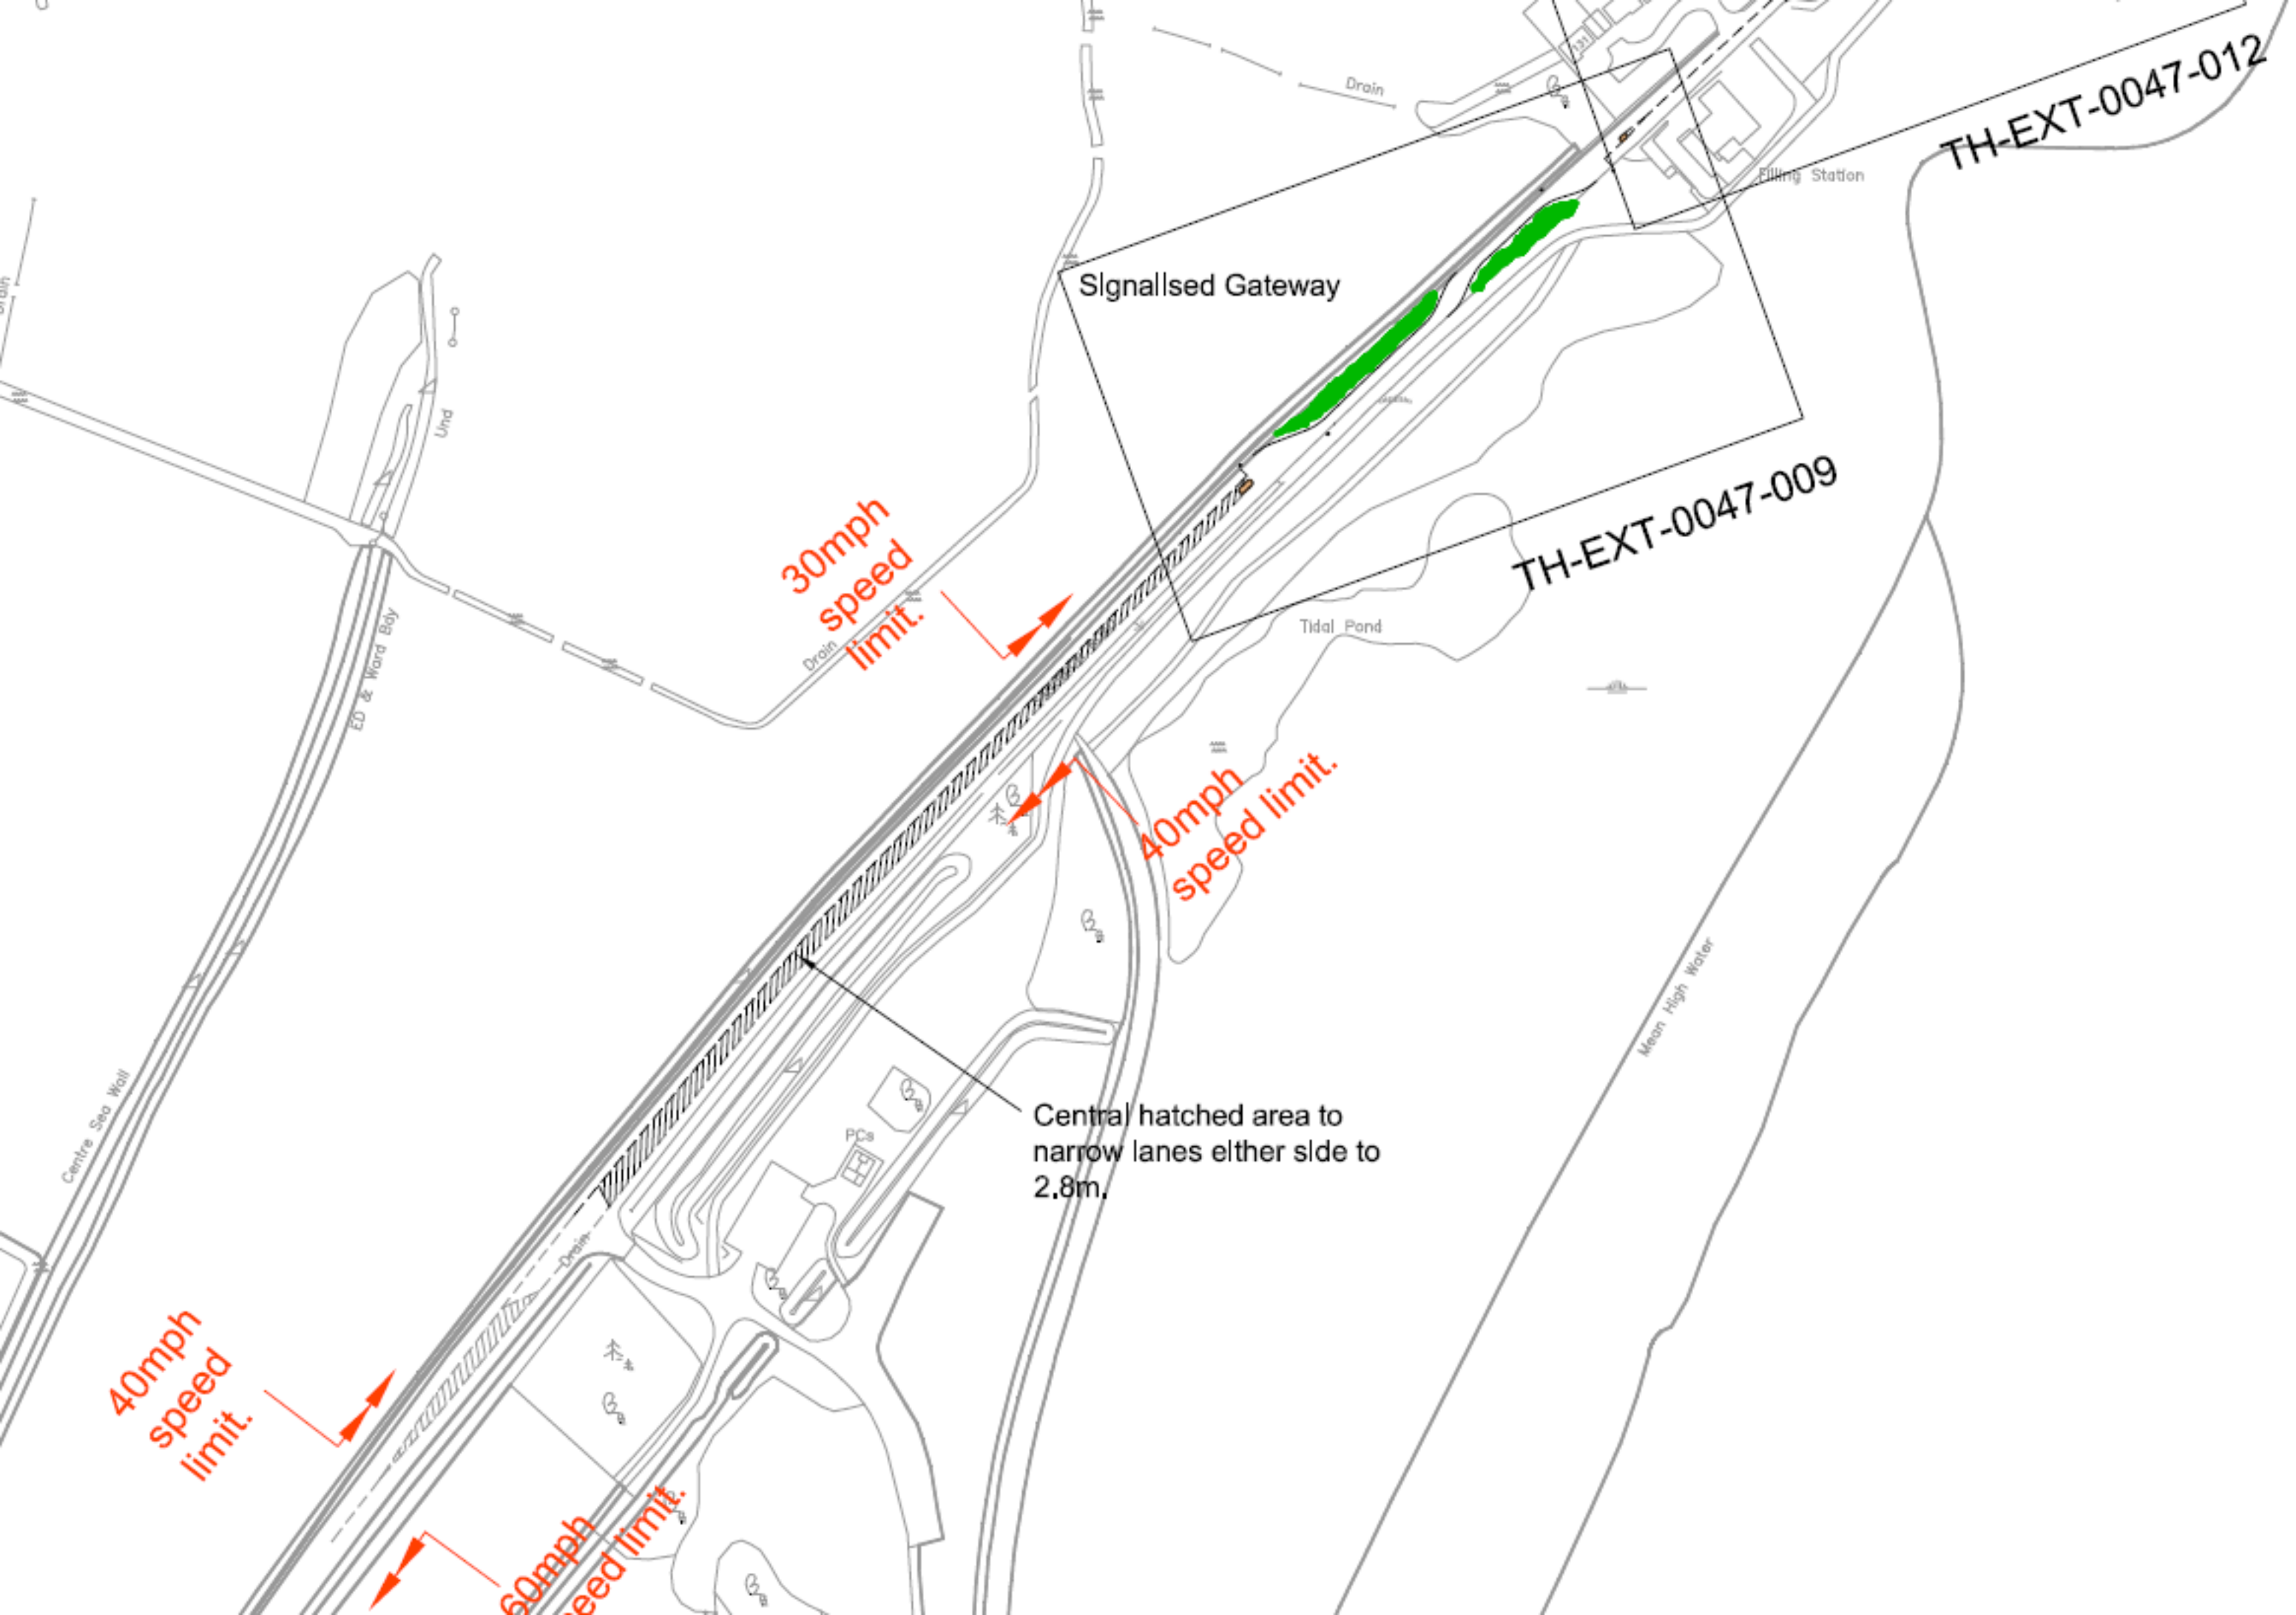 TH-EXT-0047-012
Drain
Filling Station
Signalised Gateway
Und
TH-EXT-0047-009
30mph
speed
limit.
Drain
Tidal Pond
ED & Ward Bdy
40mph
speed limit.
Mean High Water
Centre Sea Wall
Central hatched area to
narrow lanes either side to
2.8m.
PCs
Drain
40mph
speed
limit.
60mph
speed limit.